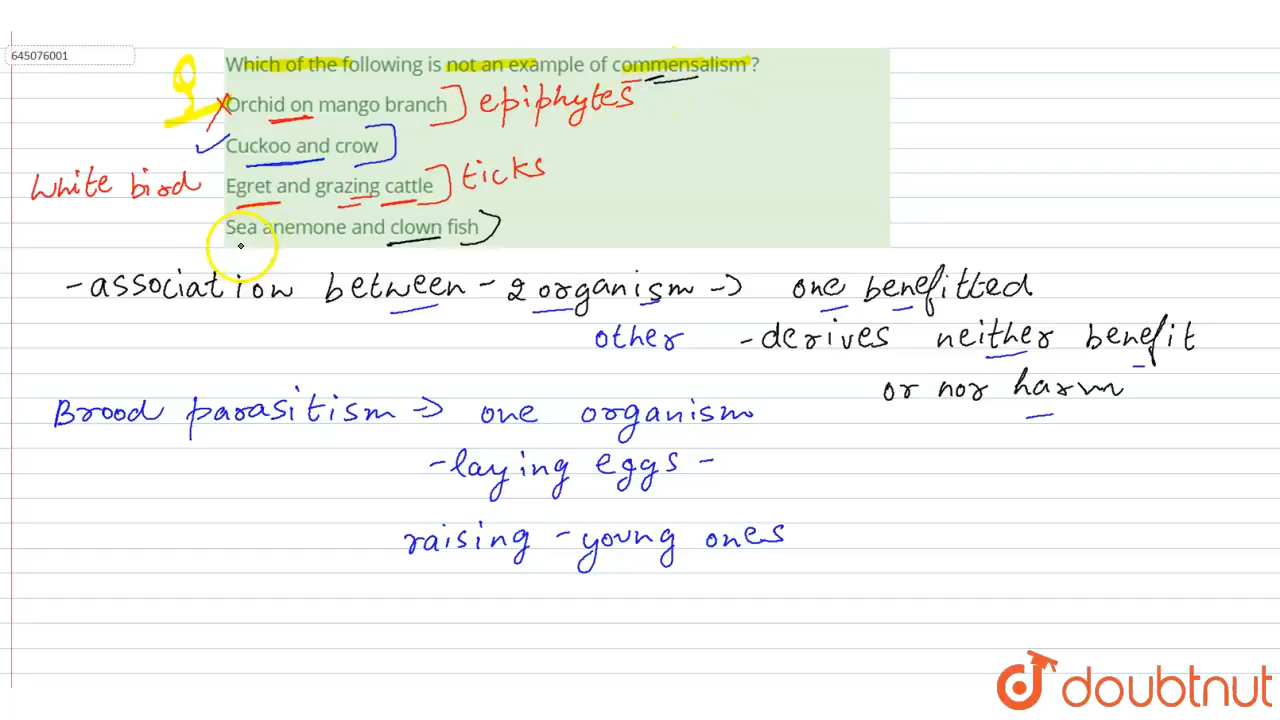 645076001
Which of the following is not an example of commensalism ?
Orchid on mango branch epiphytes
Cuckoo and crow
White bird Egret and grazing cattle ticks
Sea anemone and clown fish
- association between - 2 organism → one benefitted
other - derives neither benefit
or nor harm
Brood parasitism → one organism
- laying eggs -
raising - young ones
doubtnut